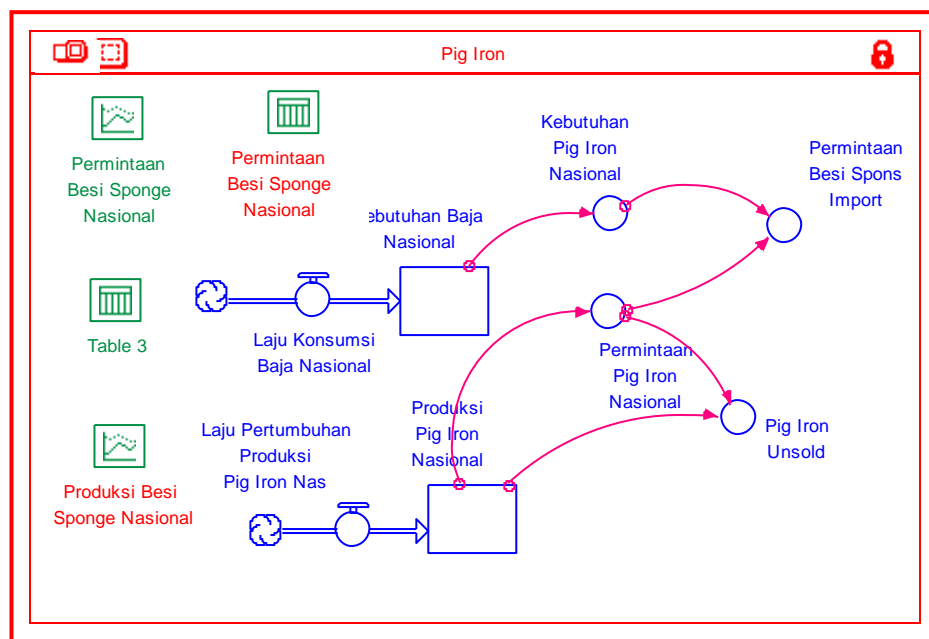 Pig Iron
Permintaan
Besi Sponge
Nasional
Permintaan
Besi Sponge
Nasional
Kebutuhan
Pig Iron
Nasional
Permintaan
Besi Spons
Import
ebutuhan Baja
Nasional
Table 3
Laju Konsumsi
Baja Nasional
Permintaan
Pig Iron
Nasional
Produksi
Pig Iron
Nasional
Laju Pertumbuhan
Produksi
Pig Iron Nas
Pig Iron
Unsold
Produksi Besi
Sponge Nasional